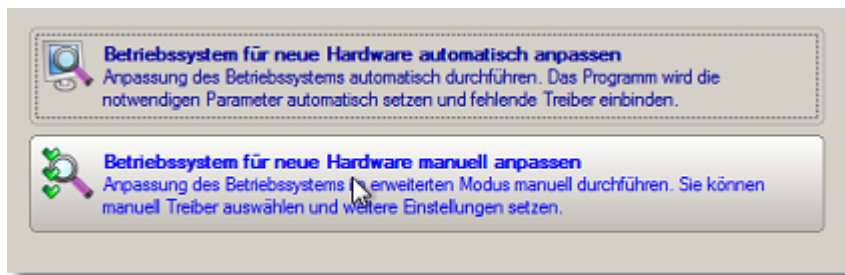 Betriebssystem für neue Hardware automatisch anpassen
Anpassung des Betriebssystems automatisch durchführen. Das Programm wird die
notwendigen Parameter automatisch setzen und fehlende Treiber einbinden.
Betriebssystem für neue Hardware manuell anpassen
Anpassung des Betriebssystems erweiterten Modus manuell durchführen. Sie können
manuell Treiber auswählen und weitere Einstellungen setzen.